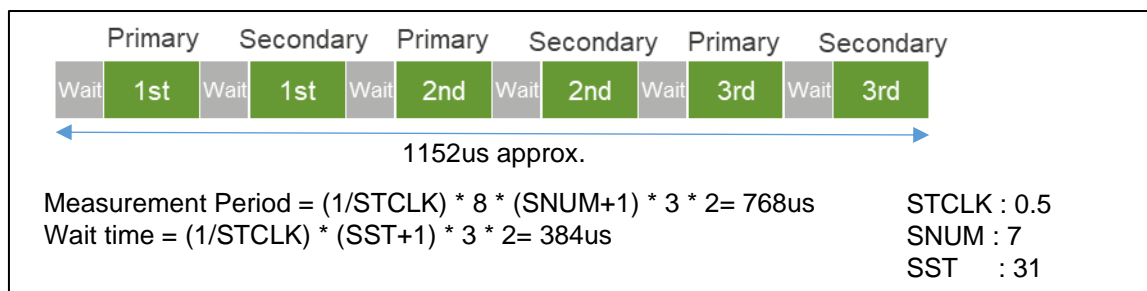 Primary Secondary Primary Secondary Primary Secondary
Wait 1st Wait 1st Wait 2nd Wait 2nd Wait 3rd Wait 3rd
1152us approx.
Measurement Period = (1/STCLK) * 8 * (SNUM+1) * 3 * 2= 768us
Wait time = (1/STCLK) * (SST+1) * 3 * 2= 384us
STCLK : 0.5
SNUM : 7
SST : 31